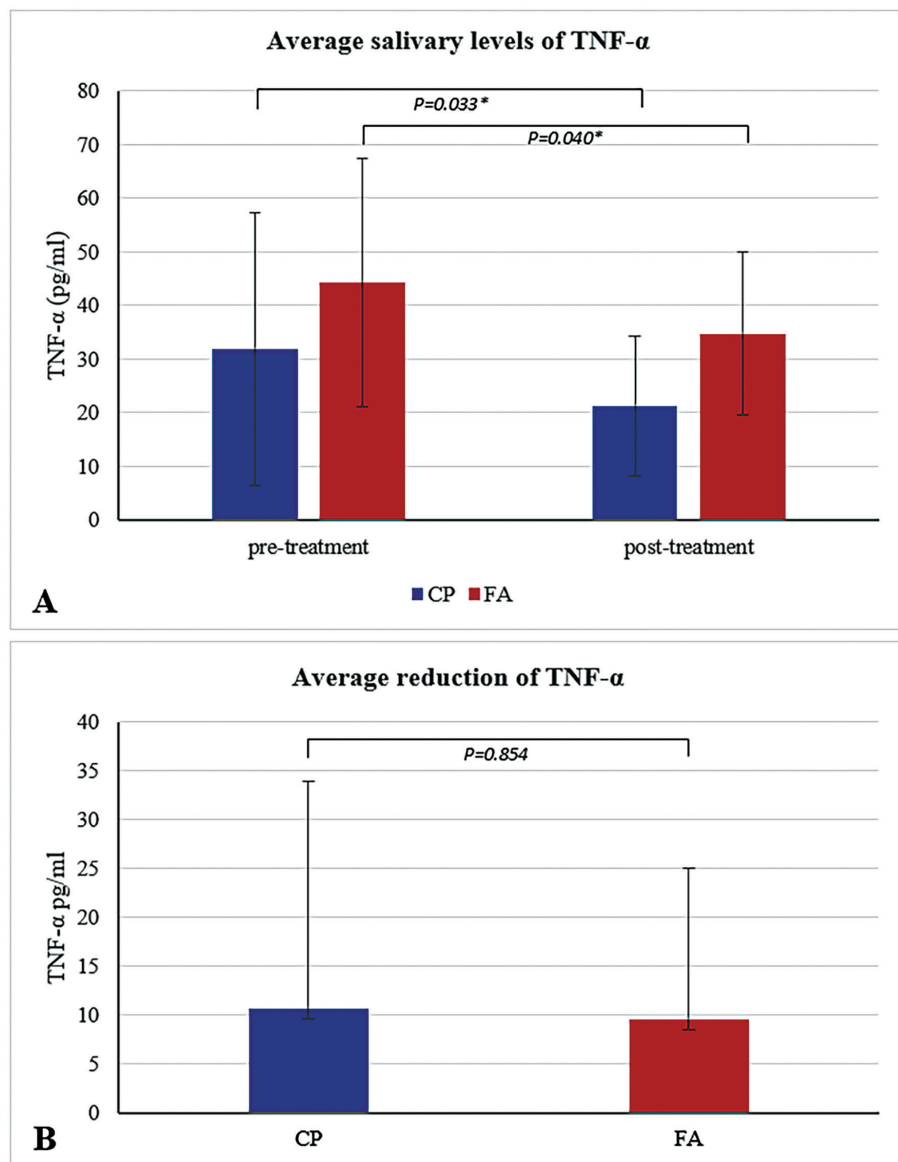 Average salivary levels of TNF-α
80
P=0.033*
70
P=0.040*
60
50
40
30
20
10
0
TNF-α (pg/ml)
pre-treatment post-treatment
CP FA
A
Average reduction of TNF-α
40
P=0.854
35
30
25
20
15
10
5
0
TNF-α pg/ml
CP FA
B